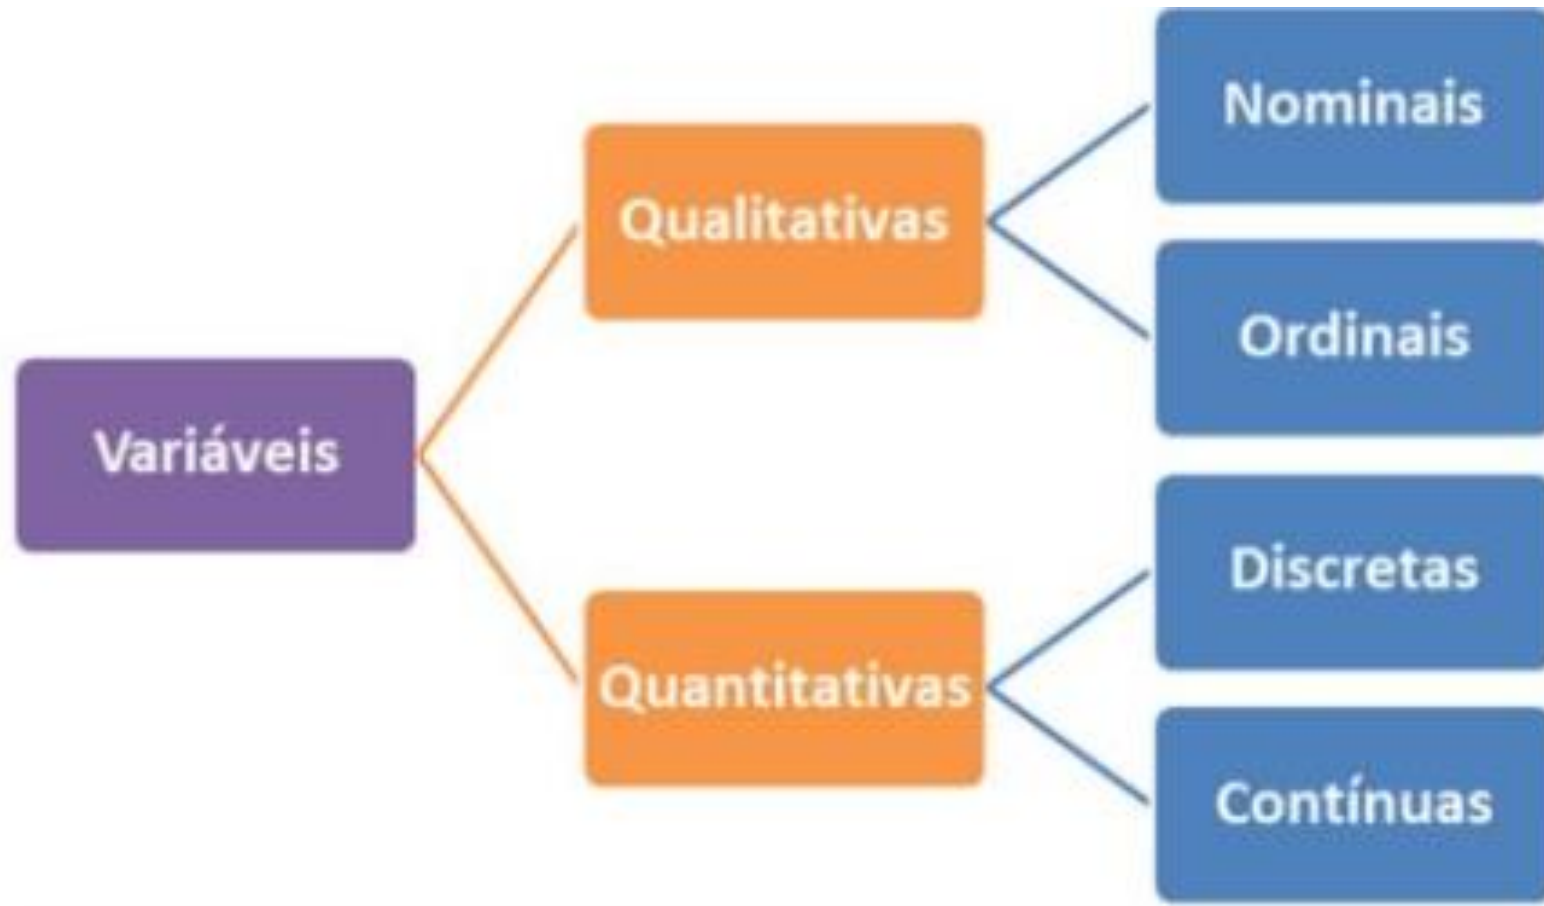 Variáveis
Qualitativas
Nominais
Ordinais
Quantitativas
Discretas
Contínuas